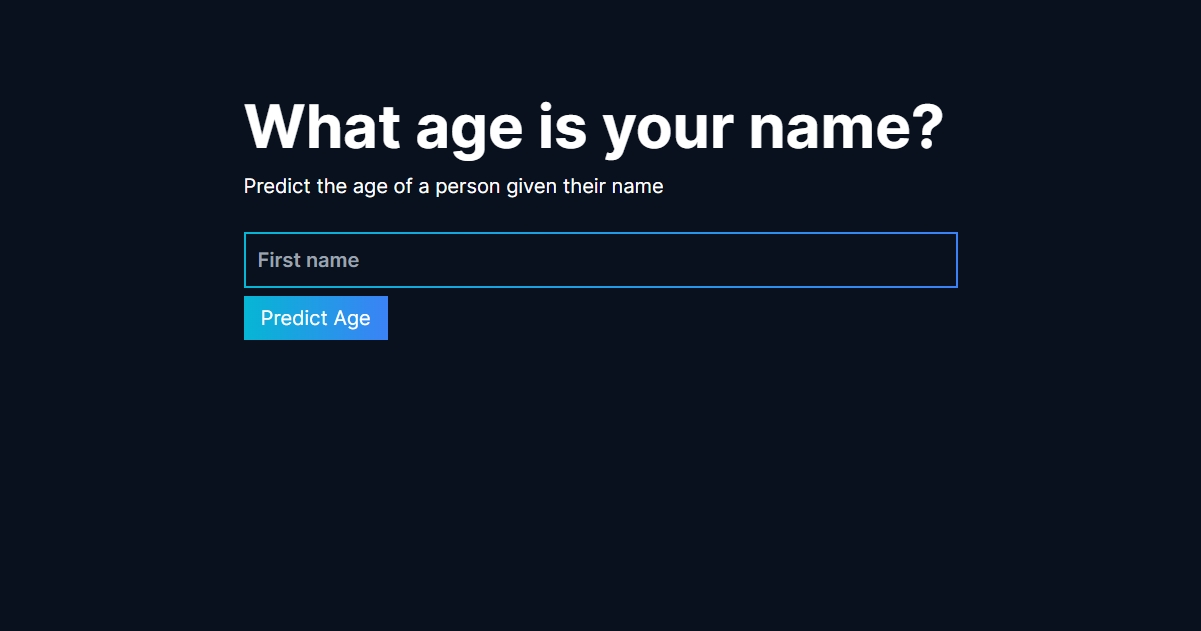 What age is your name?
Predict the age of a person given their name
First name
Predict Age